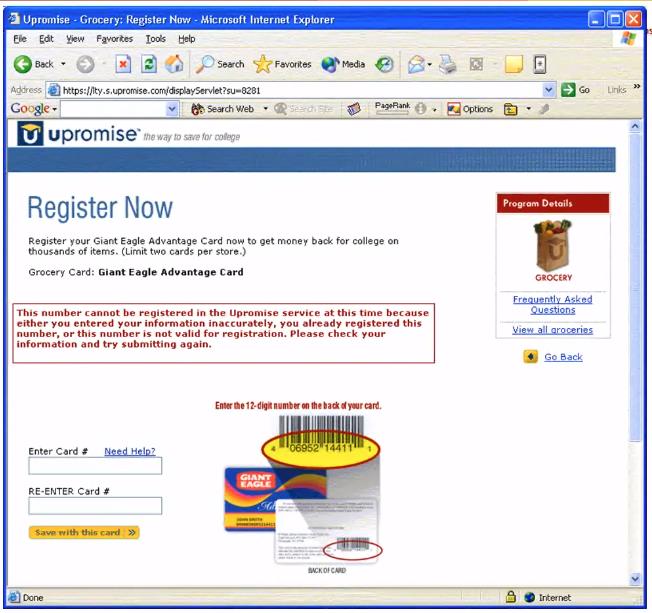 Upromise - Grocery: Register Now - Microsoft Internet Explorer
File Edit View Favorites Tools Help
Back Search Favorites Media
Address https://lty.s.upromise.com/displayServlet?su=8281 Go Links »
Google Search Web Search Site PageRank Options
upromise the way to save for college
Register Now
Register your Giant Eagle Advantage Card now to get money back for college on
thousands of items. (Limit two cards per store.)
Grocery Card: Giant Eagle Advantage Card
Program Details
GROCERY
Frequently Asked
Questions
View all groceries
Go Back
This number cannot be registered in the Upromise service at this time because
either you entered your information inaccurately, you already registered this
number, or this number is not valid for registration. Please check your
information and try submitting again.
Enter the 12-digit number on the back of your card.
4 06952 14411 1
Enter Card # Need Help?
RE-ENTER Card #
Save with this card »
GIANT
EAGLE
JOHN SMITH
BACK OF CARD
Done Internet